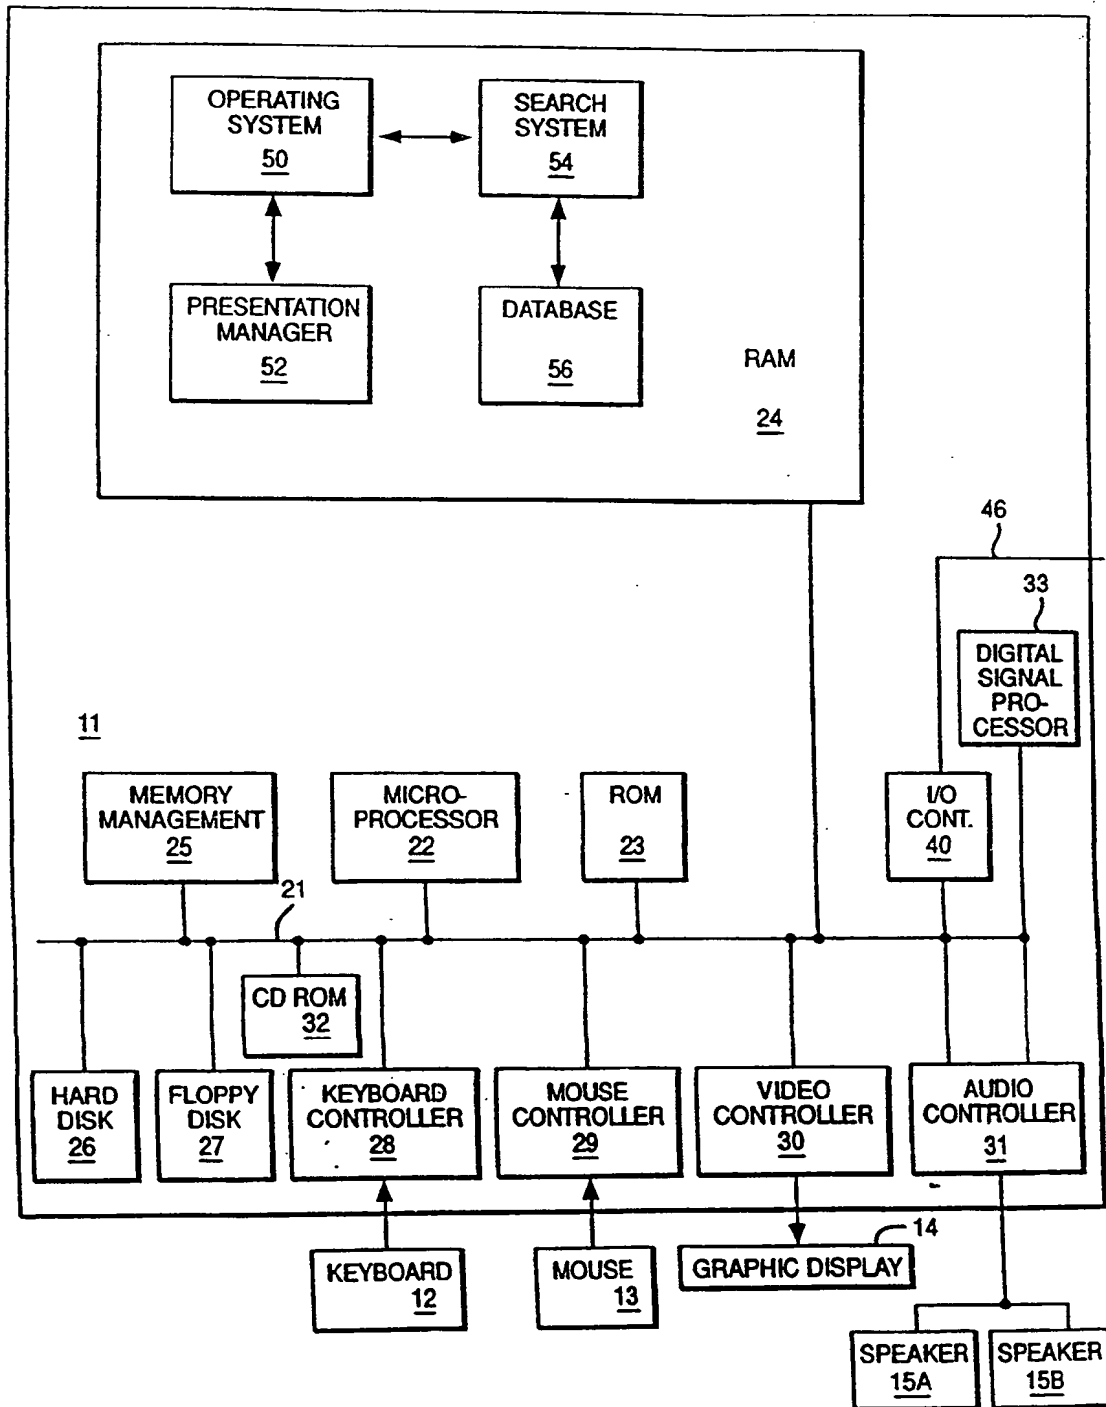 OPERATING
SYSTEM
50
SEARCH
SYSTEM
54
PRESENTATION
MANAGER
52
DATABASE
56
RAM
24
46
33
DIGITAL
SIGNAL
PRO-
CESSOR
11
MEMORY
MANAGEMENT
25
MICRO-
PROCESSOR
22
ROM
23
I/O
CONT.
40
21
CD ROM
32
HARD
DISK
26
FLOPPY
DISK
27
KEYBOARD
CONTROLLER
28
MOUSE
CONTROLLER
29
VIDEO
CONTROLLER
30
AUDIO
CONTROLLER
31
KEYBOARD
12
MOUSE
13
14
GRAPHIC DISPLAY
SPEAKER
15A
SPEAKER
15B